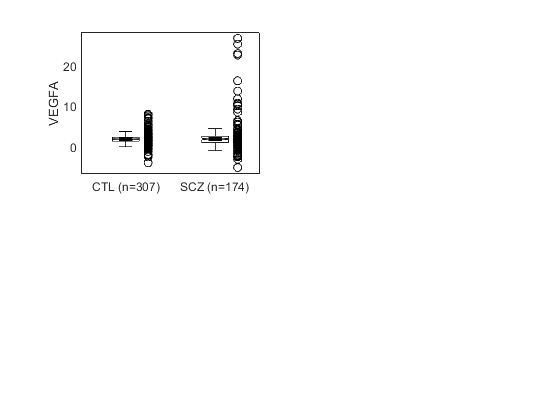 VEGFA
20
10
0
CTL (n=307)
SCZ (n=174)